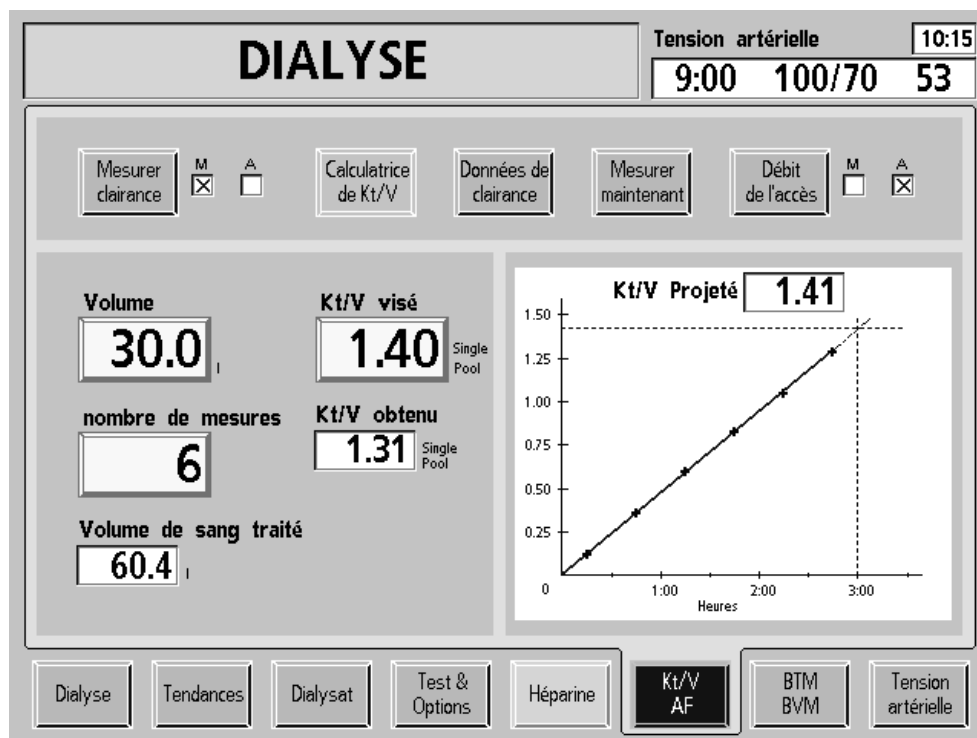 DIALYSE
Tension artérielle 10:15
9:00 100/70 53
Mesurer
clairance
M A
Calculatrice
de Kt/V
Données de
clairance
Mesurer
maintenant
Débit
de l'accès
M A
Volume
30.0 l
Kt/V visé
1.40 Single
Pool
nombre de mesures
6
Kt/V obtenu
1.31 Single
Pool
Volume de sang traité
60.4 l
Kt/V Projeté 1.41
1.50
1.25
1.00
0.75
0.50
0.25
0 1:00 2:00 3:00
Heures
Dialyse
Tendances
Dialysat
Test &
Options
Héparine
Kt/V
AF
BTM
BVM
Tension
artérielle